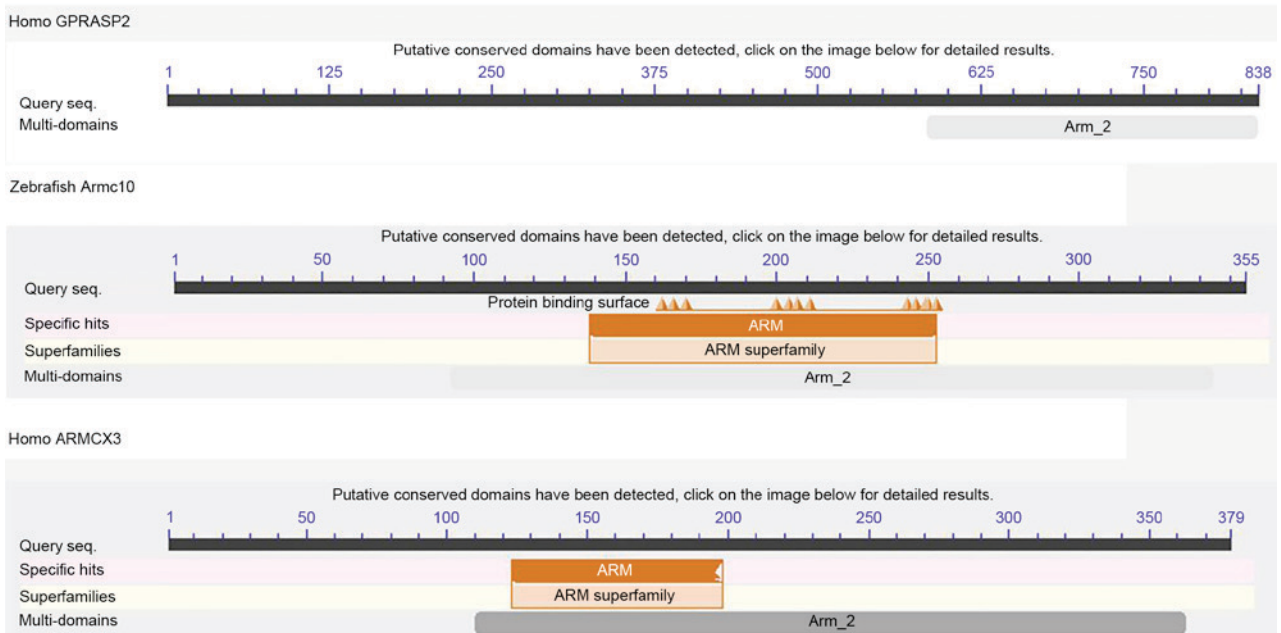 Homo GPRASP2
Putative conserved domains have been detected, click on the image below for detailed results.
1 125 250 375 500 625 750 838
Query seq.
Multi-domains Arm_2
Zebrafish Armc10
Putative conserved domains have been detected, click on the image below for detailed results.
1 50 100 150 200 250 300 355
Query seq.
Protein binding surface
Specific hits ARM
Superfamilies ARM superfamily
Multi-domains Arm_2
Homo ARMCX3
Putative conserved domains have been detected, click on the image below for detailed results.
1 50 100 150 200 250 300 350 379
Query seq.
Specific hits ARM
Superfamilies ARM superfamily
Multi-domains Arm_2